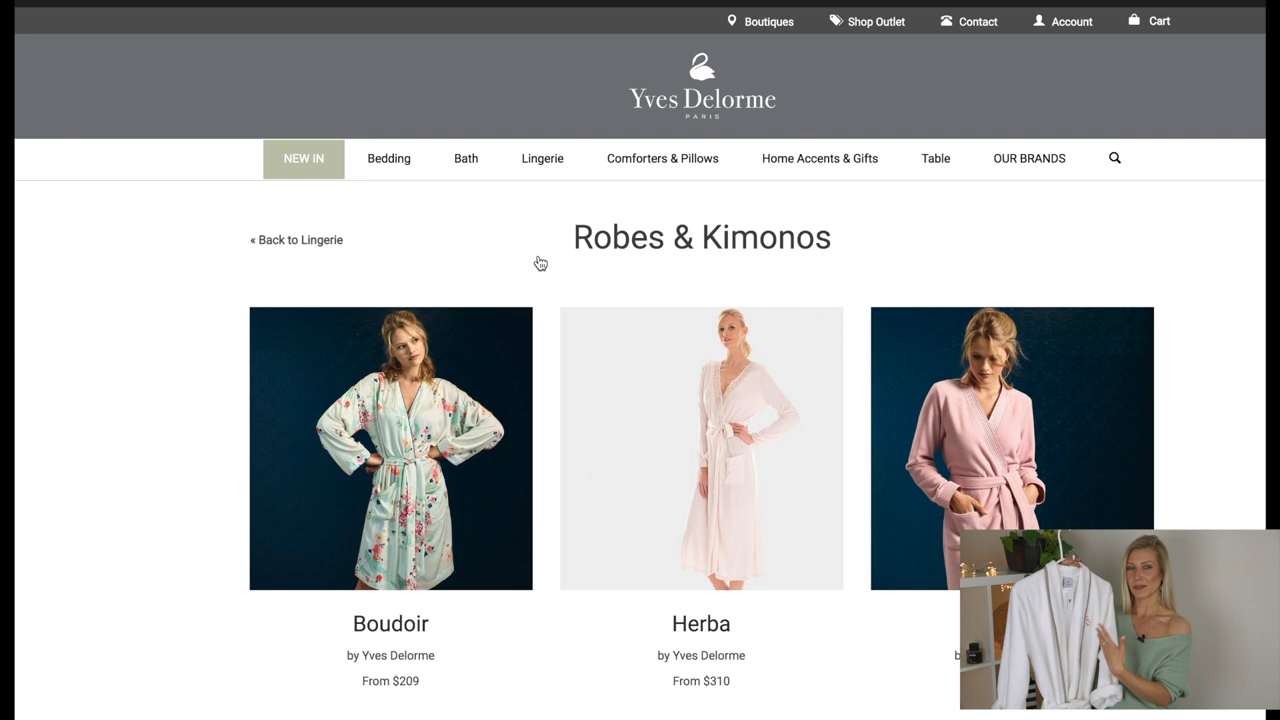 Boutiques
Shop Outlet
Contact
Account
Cart
Yves Delorme
PARIS
NEW IN
Bedding
Bath
Lingerie
Comforters & Pillows
Home Accents & Gifts
Table
OUR BRANDS
« Back to Lingerie
Robes & Kimonos
Boudoir
by Yves Delorme
From $209
Herba
by Yves Delorme
From $310